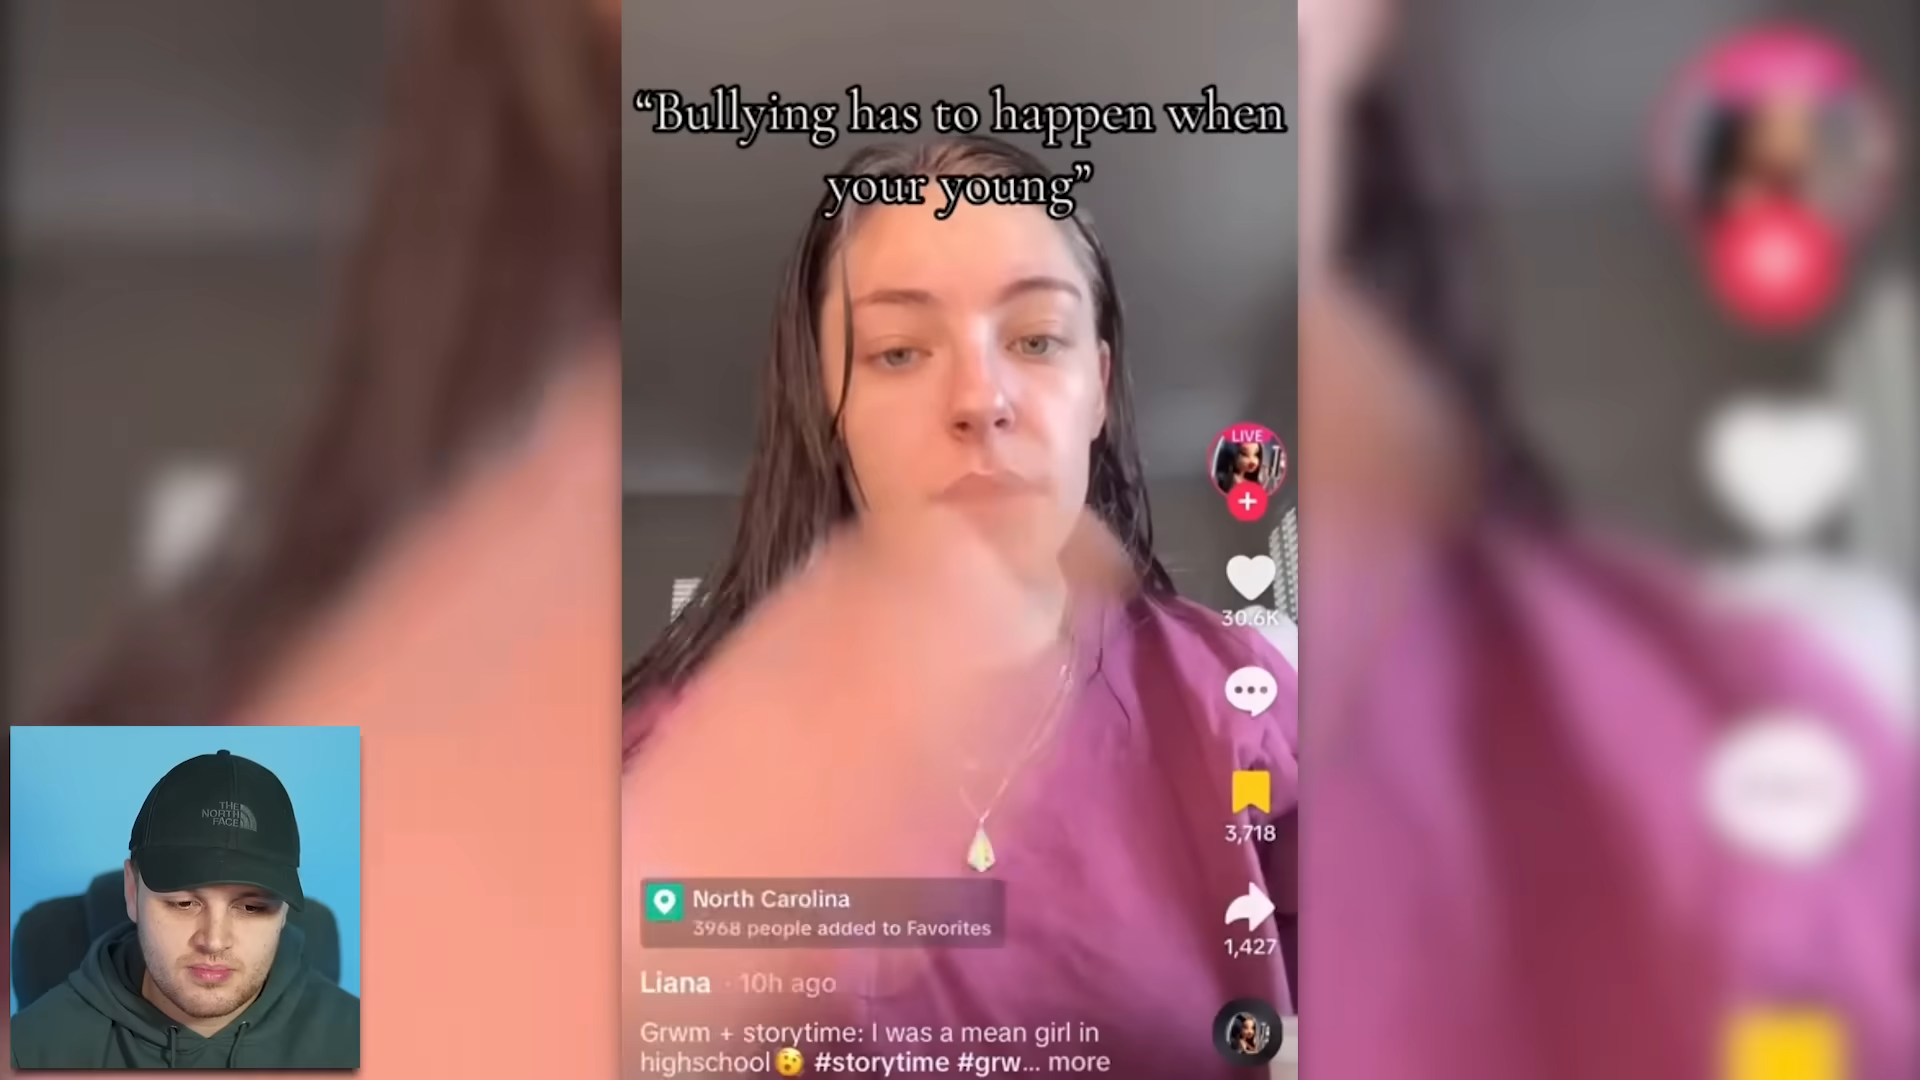 “Bullying has to happen when
your young”
LIVE
30.6K
3,718
1,427
North Carolina
3968 people added to Favorites
Liana · 10h ago
Grwm + storytime: I was a mean girl in
highschool😯 #storytime #grw... more
THE
NORTH
FACE